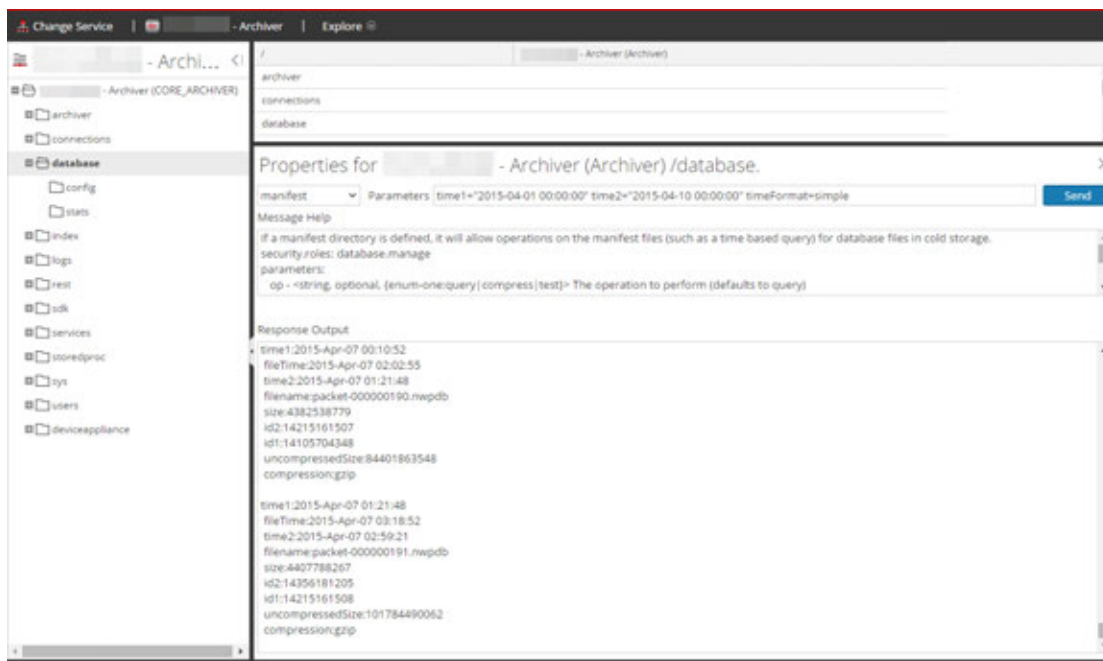 Change Service | - Archiver | Explore
- Archi...
- Archiver (CORE_ARCHIVER)
archiver
connections
database
config
stats
index
logs
rest
sdk
services
storedproc
sys
users
deviceappliance
/ - Archiver (Archiver)
archiver
connections
database
Properties for - Archiver (Archiver) /database.
manifest Parameters time1="2015-04-01 00:00:00" time2="2015-04-10 00:00:00" timeFormat=simple Send
Message Help
If a manifest directory is defined, it will allow operations on the manifest files (such as a time based query) for database files in cold storage.
security.roles: database.manage
parameters:
op - <string, optional, {enum-one:query|compress|test}> The operation to perform (defaults to query)
Response Output
time1:2015-Apr-07 00:10:52
fileTime:2015-Apr-07 02:02:55
time2:2015-Apr-07 01:21:48
filename:packet-000000190.nwpdb
size:4382538779
id2:14215161507
id1:14105704348
uncompressedSize:84401863548
compression:gzip
time1:2015-Apr-07 01:21:48
fileTime:2015-Apr-07 03:18:52
time2:2015-Apr-07 02:59:21
filename:packet-000000191.nwpdb
size:4407788267
id2:14356181205
id1:14215161508
uncompressedSize:101784490062
compression:gzip